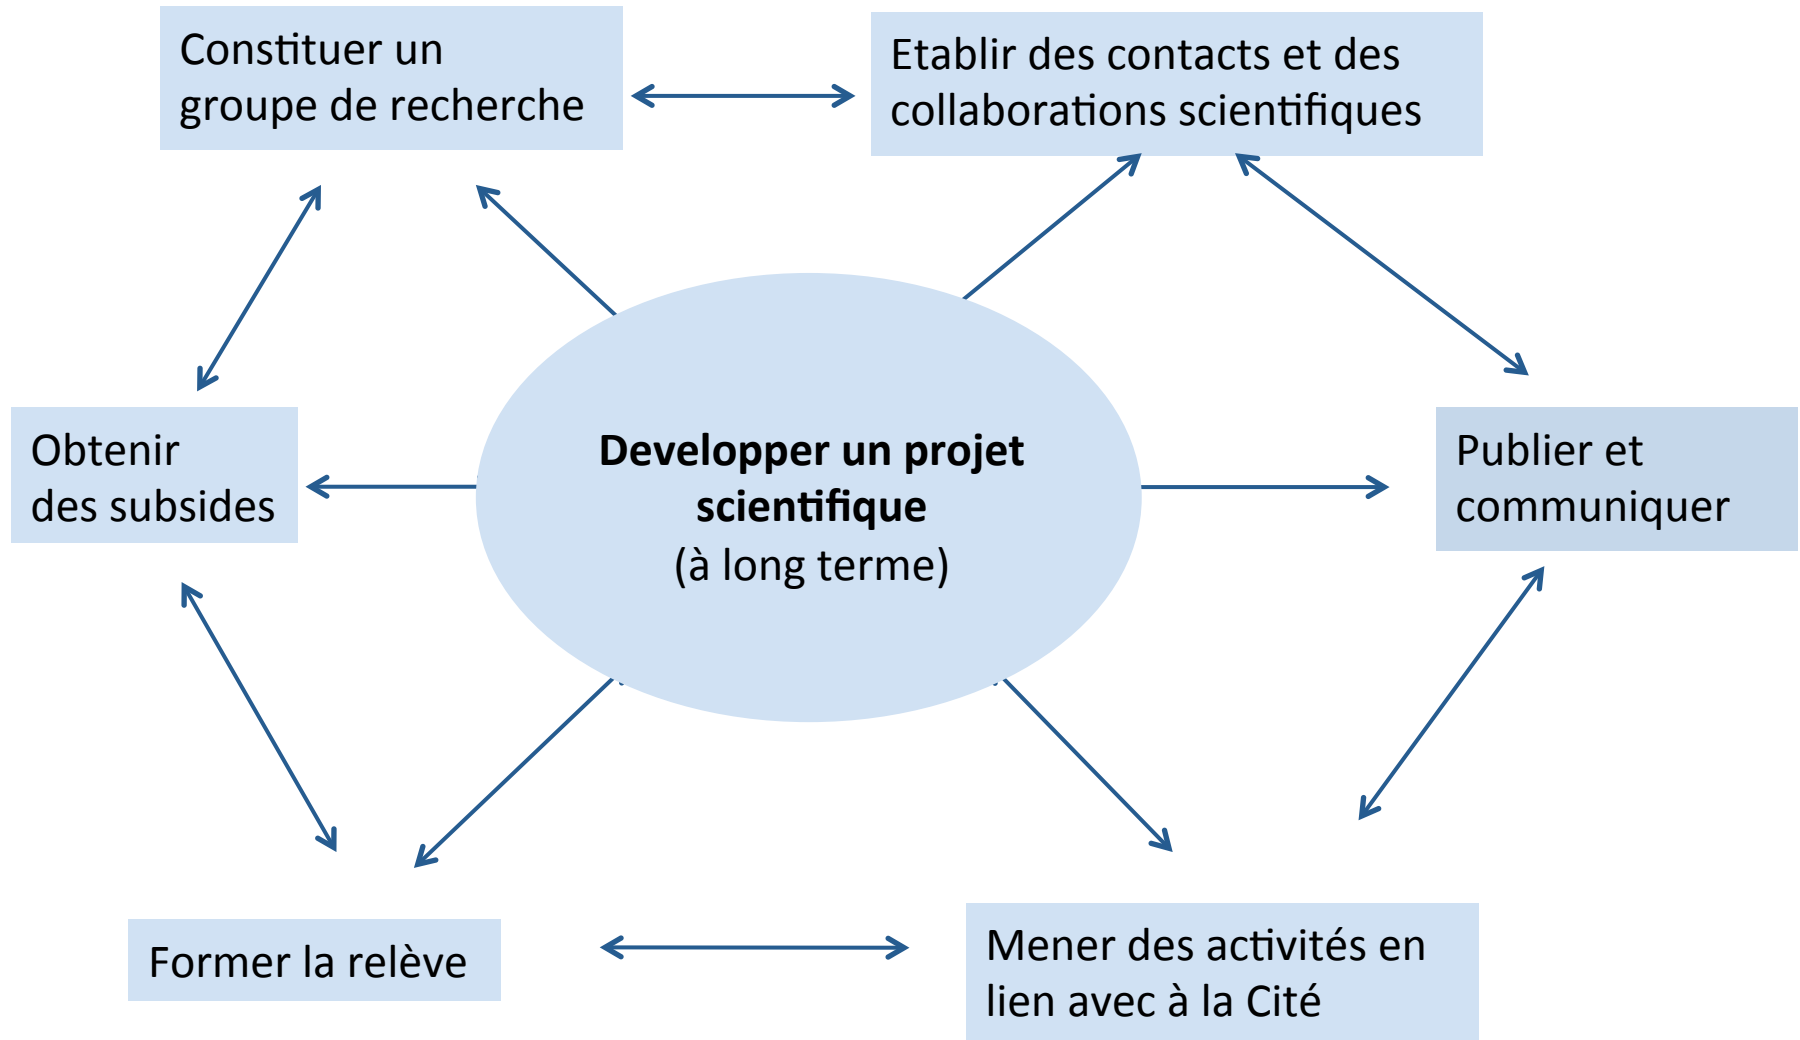 Constituer un
groupe de recherche
Etablir des contacts et des
collaborations scientifiques
Obtenir
des subsides
Developper un projet
scientifique
(à long terme)
Publier et
communiquer
Former la relève
Mener des activités en
lien avec à la Cité